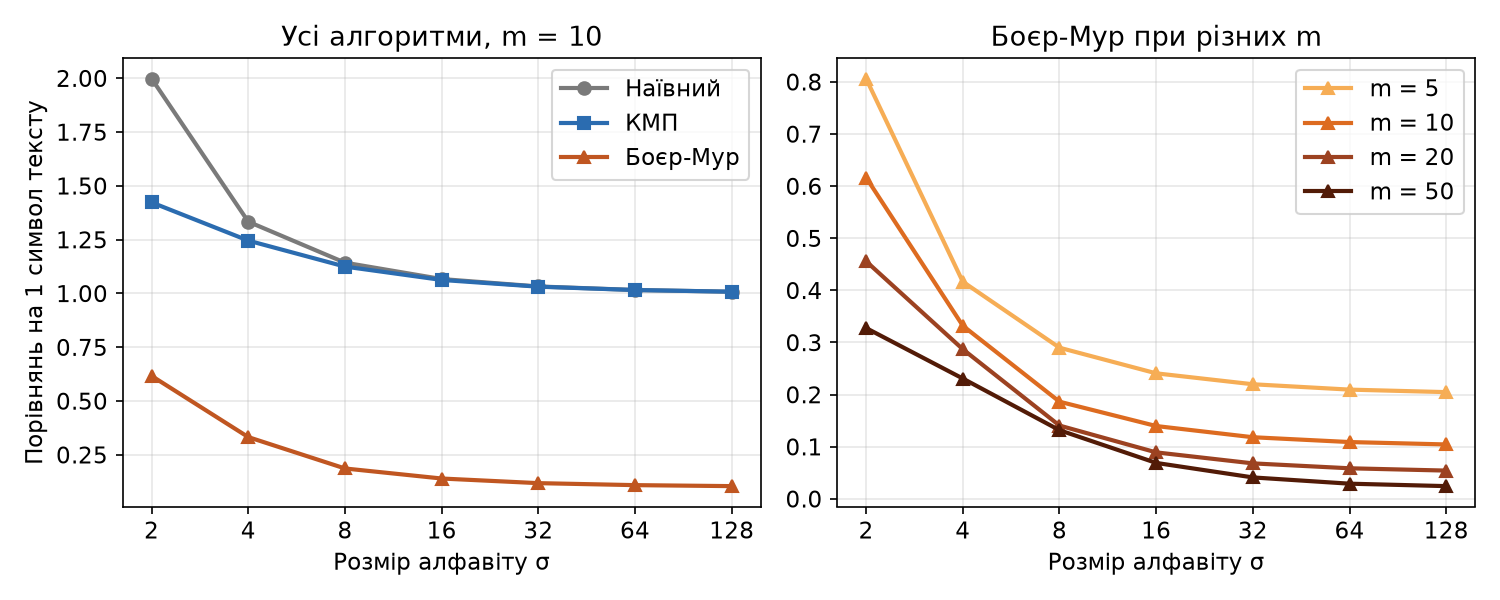 Усі алгоритми, m = 10
Порівнянь на 1 символ тексту
2.00
1.75
1.50
1.25
1.00
0.75
0.50
0.25
Наївний
КМП
Боєр-Мур
2 4 8 16 32 64 128
Розмір алфавіту σ
Боєр-Мур при різних m
0.8
0.7
0.6
0.5
0.4
0.3
0.2
0.1
0.0
m = 5
m = 10
m = 20
m = 50
2 4 8 16 32 64 128
Розмір алфавіту σ